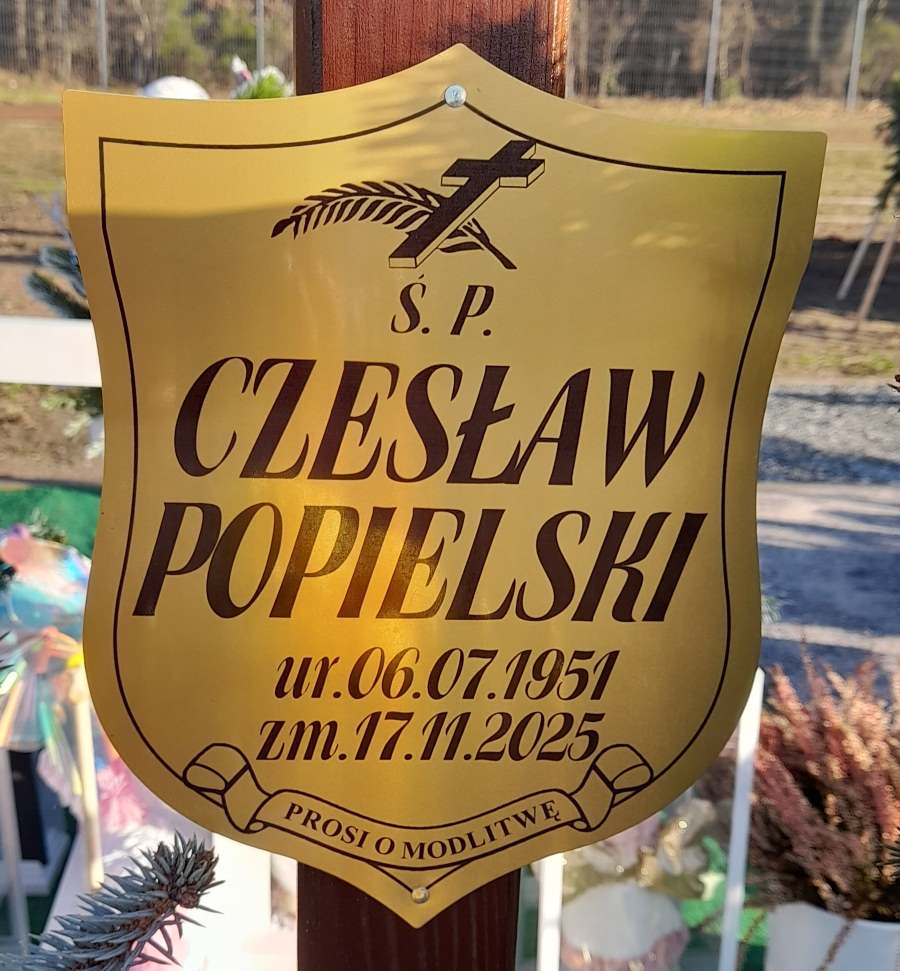 Ś. P.
CZESŁAW
POPIELSKI
ur.06.07.1951
zm.17.11.2025
PROSI O MODLITWĘ